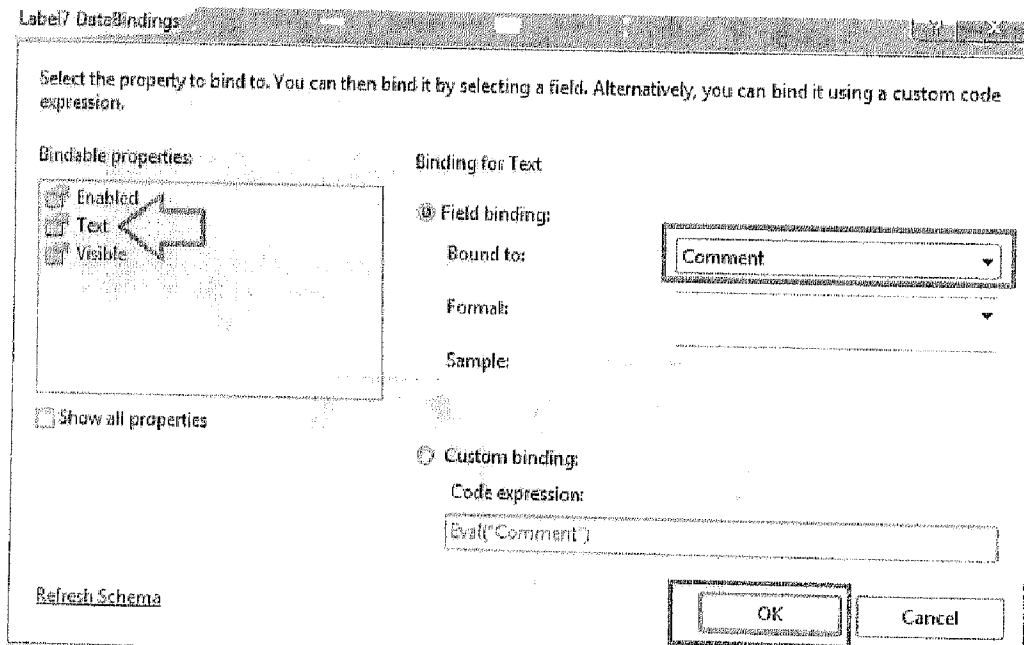 Label7 DataBindings
Select the property to bind to. You can then bind it by selecting a field. Alternatively, you can bind it using a custom code
expression.
Bindable properties:
Enabled
Text
Visible
Show all properties
Refresh Schema
Binding for Text
Field binding:
Bound to:
Comment
Format:
Sample:
Custom binding:
Code expression:
Eval("Comment")
OK
Cancel